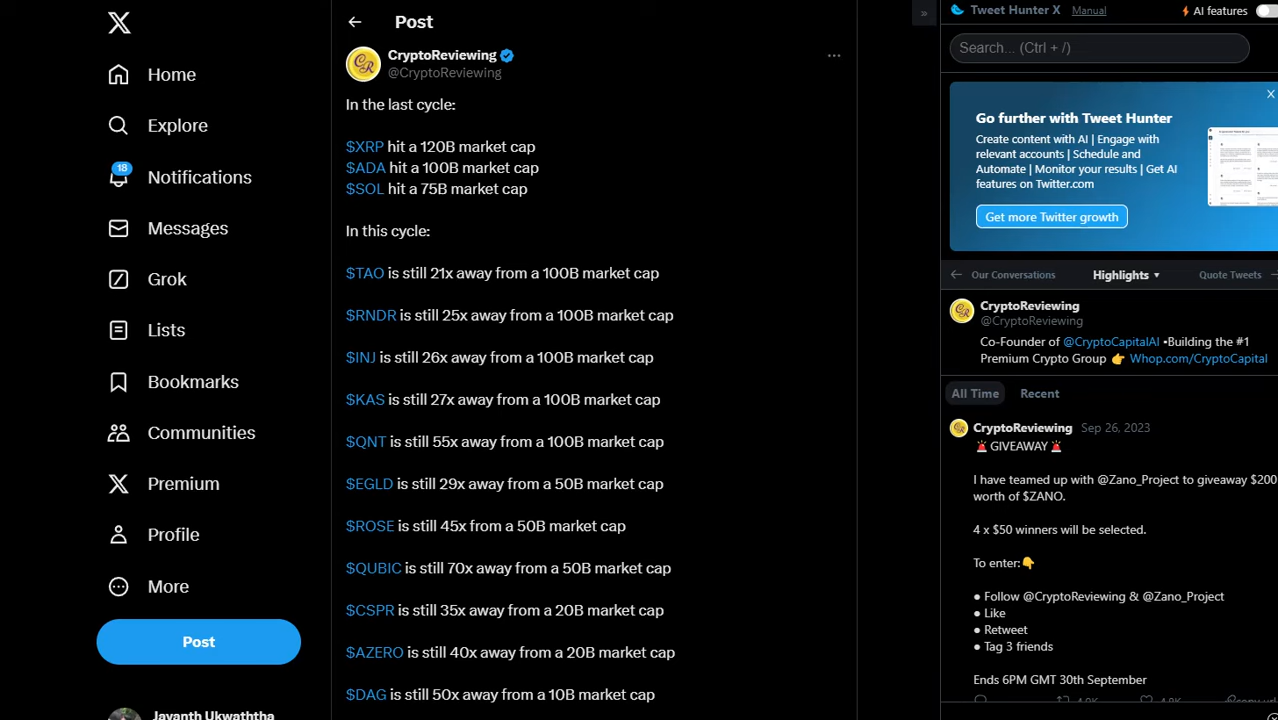 Home
Explore
18
Notifications
Messages
Grok
Lists
Bookmarks
Communities
Premium
Profile
More
Post
Jayanth Ukwaththa
Post
CryptoReviewing
@CryptoReviewing
In the last cycle:
$XRP hit a 120B market cap
$ADA hit a 100B market cap
$SOL hit a 75B market cap
In this cycle:
$TAO is still 21x away from a 100B market cap
$RNDR is still 25x away from a 100B market cap
$INJ is still 26x away from a 100B market cap
$KAS is still 27x away from a 100B market cap
$QNT is still 55x away from a 100B market cap
$EGLD is still 29x away from a 50B market cap
$ROSE is still 45x from a 50B market cap
$QUBIC is still 70x away from a 50B market cap
$CSPR is still 35x away from a 20B market cap
$AZERO is still 40x away from a 20B market cap
$DAG is still 50x away from a 10B market cap
»
Tweet Hunter X Manual AI features
Search... (Ctrl + /)
Go further with Tweet Hunter
Create content with AI | Engage with
relevant accounts | Schedule and
Automate | Monitor your results | Get AI
features on Twitter.com
Get more Twitter growth
Our Conversations Highlights Quote Tweets
CryptoReviewing
@CryptoReviewing
Co-Founder of @CryptoCapitalAI •Building the #1
Premium Crypto Group 👉 Whop.com/CryptoCapital
All Time Recent
CryptoReviewing Sep 26, 2023
🚨 GIVEAWAY 🚨
I have teamed up with @Zano_Project to giveaway $200
worth of $ZANO.
4 x $50 winners will be selected.
To enter:👇
● Follow @CryptoReviewing & @Zano_Project
● Like
● Retweet
● Tag 3 friends
Ends 6PM GMT 30th September